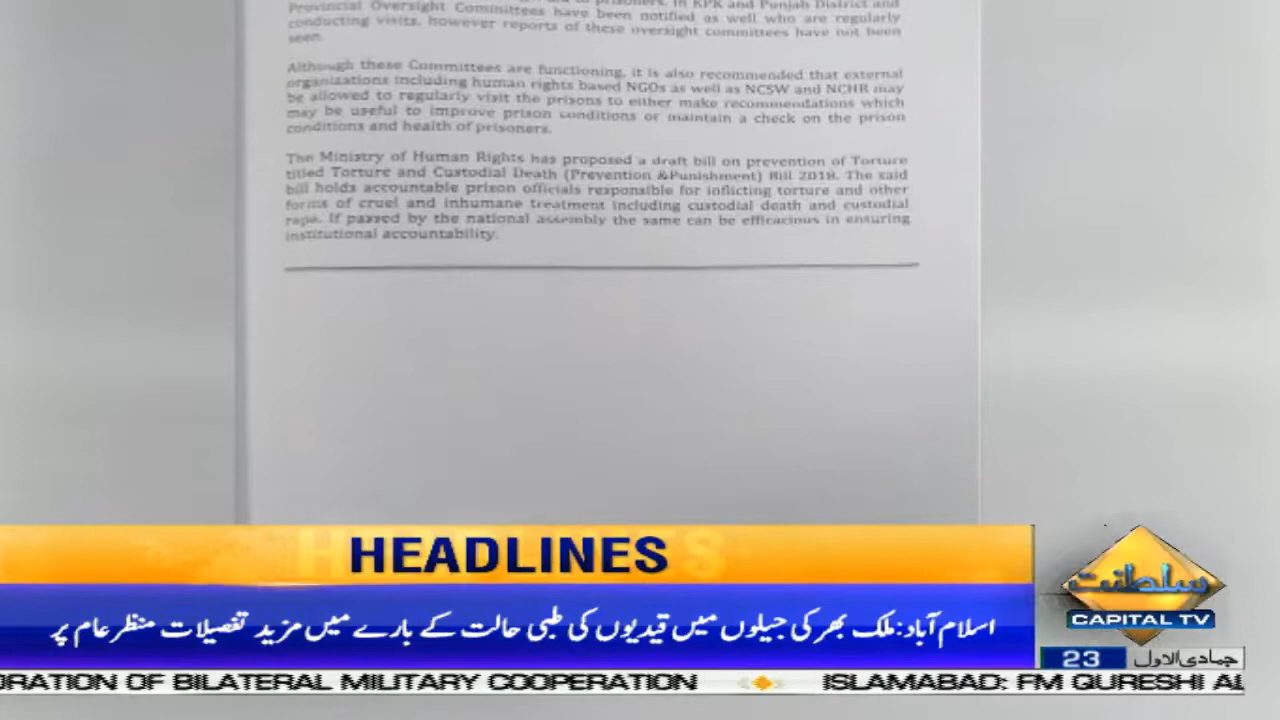 Provincial Oversight Committees have been notified as well who are regularly
conducting visits, however reports of these oversight committees have not been
seen.
Although these Committees are functioning, it is also recommended that external
organizations including human rights based NGOs as well as NCSW and NCHR may
be allowed to regularly visit the prisons to either make recommendations which
may be useful to improve prison conditions or maintain a check on the prison
conditions and health of prisoners.
The Ministry of Human Rights has proposed a draft bill on prevention of Torture
titled Torture and Custodial Death (Prevention &Punishment) Bill 2018. The said
bill holds accountable prison officials responsible for inflicting torture and other
forms of cruel and inhumane treatment including custodial death and custodial
rape. If passed by the national assembly the same can be efficacious in ensuring
institutional accountability.
HEADLINES
اسلام آباد: ملک بھر کی جیلوں میں قیدیوں کی طبی حالت کے بارے میں مزید تفصیلات منظر عام پر
سلطنت
CAPITAL TV
23 جمادی الاول
ORATION OF BILATERAL MILITARY COOPERATION ISLAMABAD: FM QURESHI AL